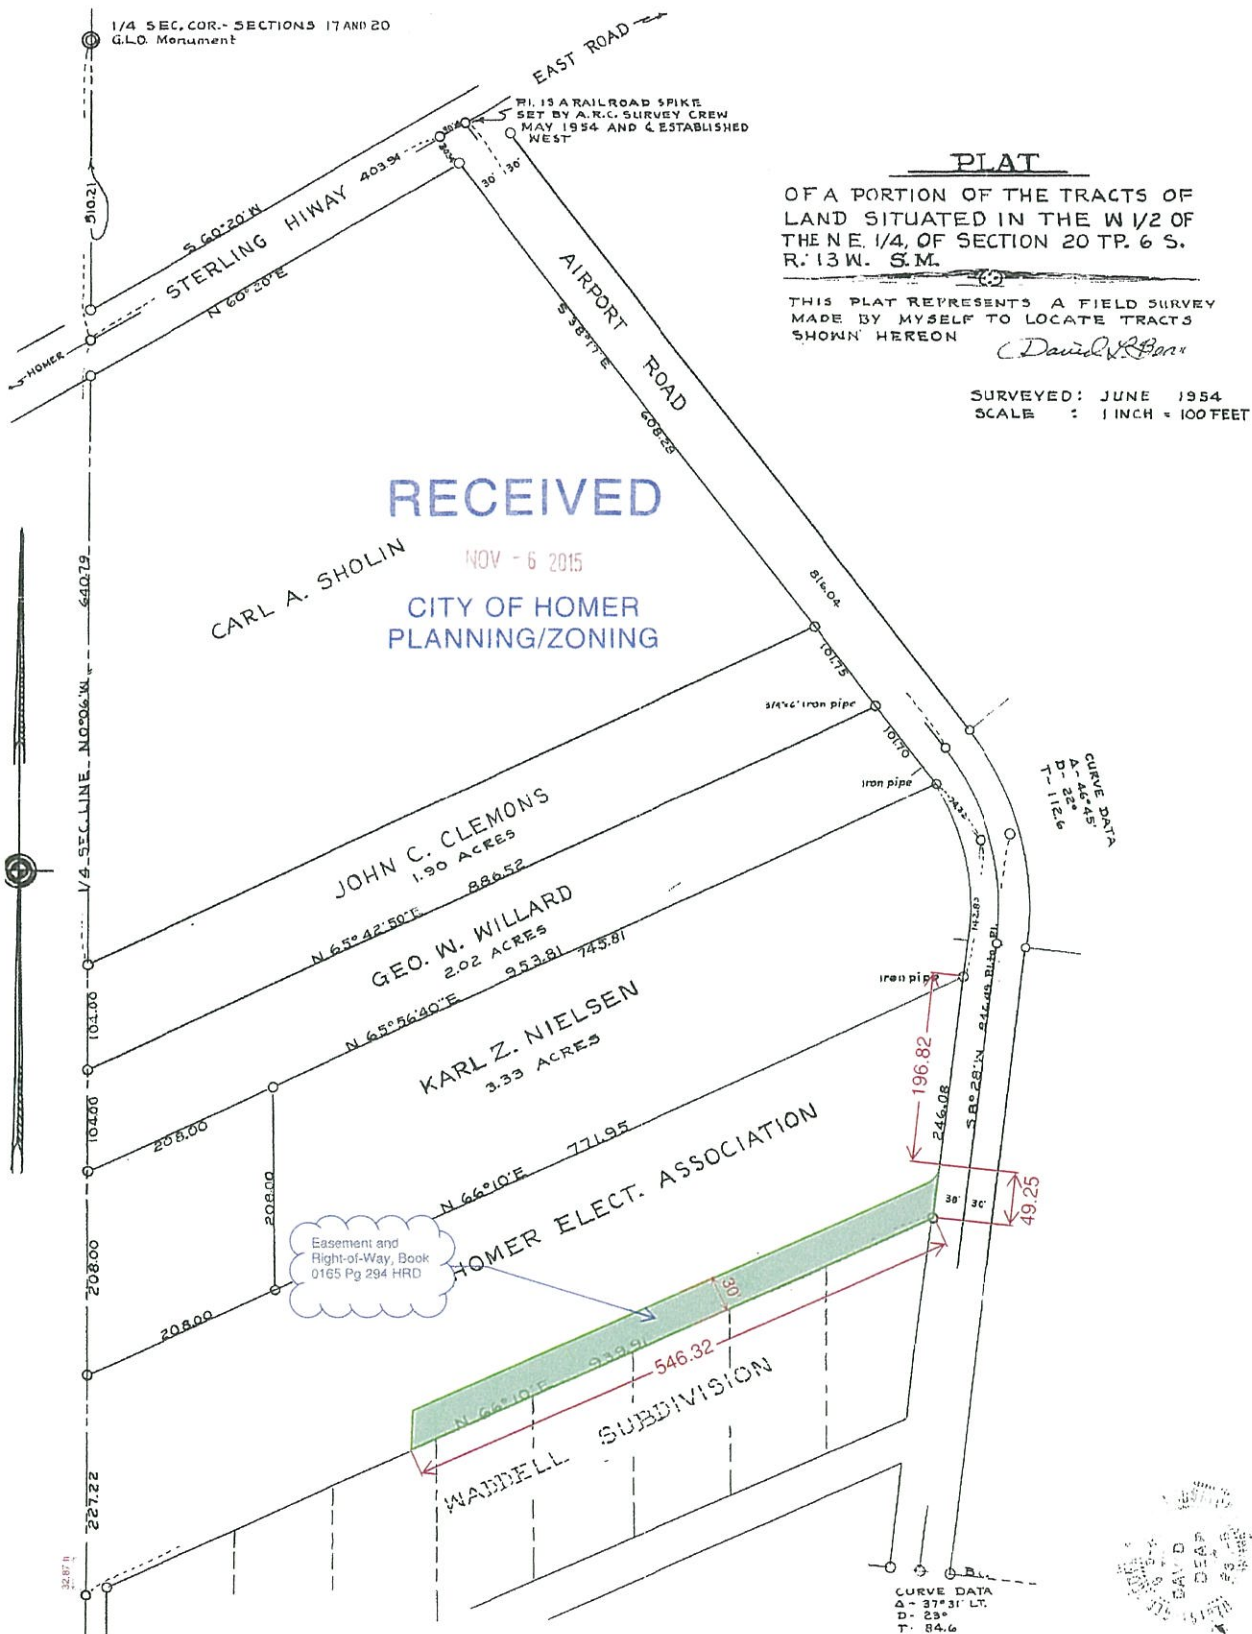 1/4 SEC. COR.- SECTIONS 17 AND 20
G.L.O. Monument
EAST ROAD
P.I. IS A RAILROAD SPIKE
SET BY A.R.C. SURVEY CREW
MAY 1954 AND ℄ ESTABLISHED
WEST
PLAT
OF A PORTION OF THE TRACTS OF
LAND SITUATED IN THE W 1/2 OF
THE N E. 1/4, OF SECTION 20 TP. 6 S.
R. 13 W. S.M.
THIS PLAT REPRESENTS A FIELD SURVEY
MADE BY MYSELF TO LOCATE TRACTS
SHOWN HEREON
SURVEYED: JUNE 1954
SCALE : 1 INCH = 100 FEET
510.21
S 60°20' W
403.94
STERLING HIWAY
N 60°20' E
HOMER
30' 30'
AIRPORT ROAD
S 38°17' E
608.28
816.04
RECEIVED
NOV - 6 2015
CITY OF HOMER
PLANNING/ZONING
CARL A. SHOLIN
640.79
1/4 SEC. LINE N0°06' W
101.75
3/4"x6' iron pipe
101.70
iron pipe
CURVE DATA
Δ- 46°45'
D- 22°
T- 112.6
JOHN C. CLEMONS
1.90 ACRES
N 65°42'50" E 886.52
GEO. W. WILLARD
2.02 ACRES
N 65°56'40" E 953.81 745.81
142.83
iron pipe
KARL Z. NIELSEN
3.33 ACRES
104.00
104.00
208.00
208.00
208.00
208.00
N 66°10' E 771.95
196.82
246.08
S 8°28' W
HOMER ELECT. ASSOCIATION
30' 30'
49.25
Easement and
Right-of-Way, Book
0165 Pg 294 HRD
30'
N 66°10' E 939.91
546.32
WADDELL SUBDIVISION
227.22
32.87 ft
CURVE DATA
Δ- 37°31' LT.
D- 23°
T- 84.6